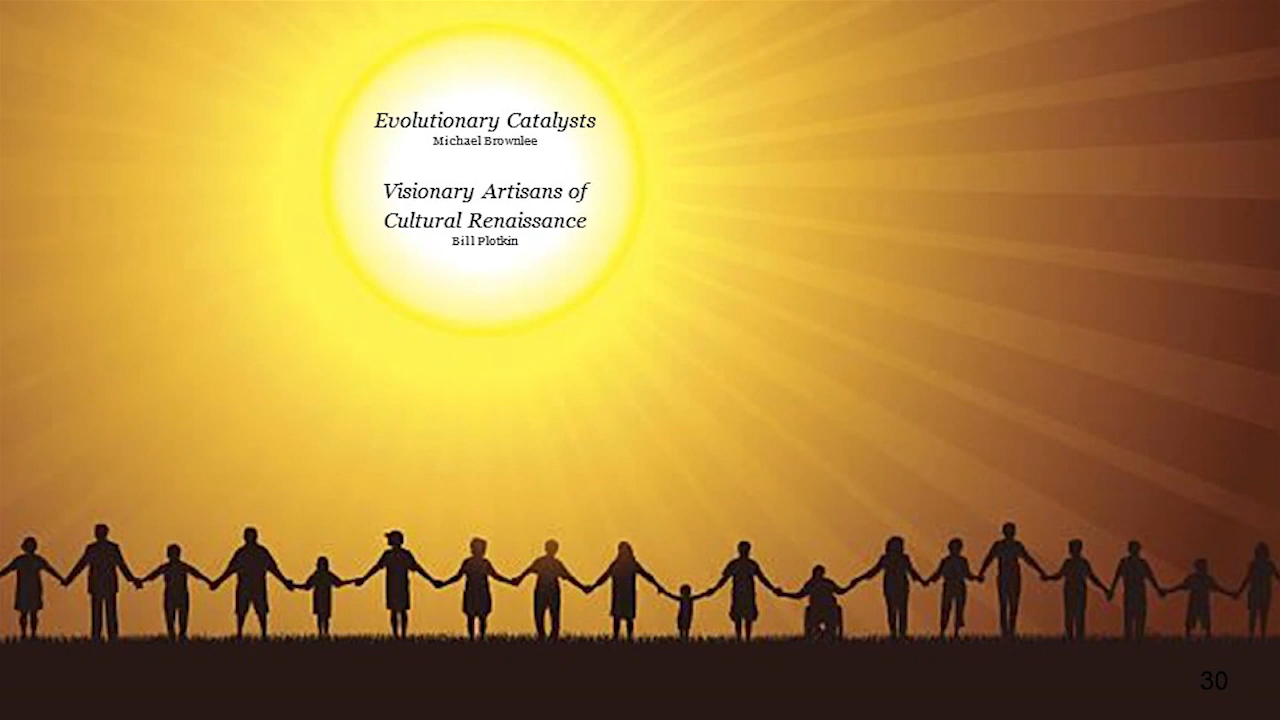 Evolutionary Catalysts
Michael Brownlee
Visionary Artisans of
Cultural Renaissance
Bill Plotkin
30